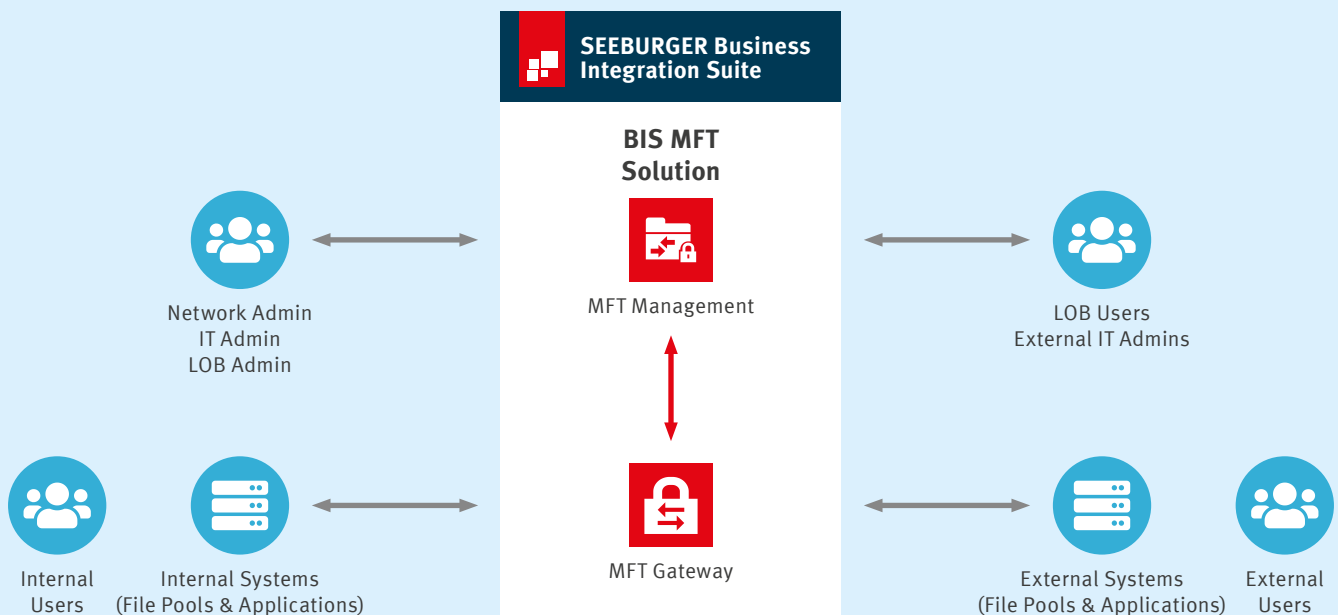 SEEBURGER Business
Integration Suite
BIS MFT
Solution
MFT Management
Network Admin
IT Admin
LOB Admin
LOB Users
External IT Admins
MFT Gateway
Internal
Users
Internal Systems
(File Pools & Applications)
External Systems
(File Pools & Applications)
External
Users